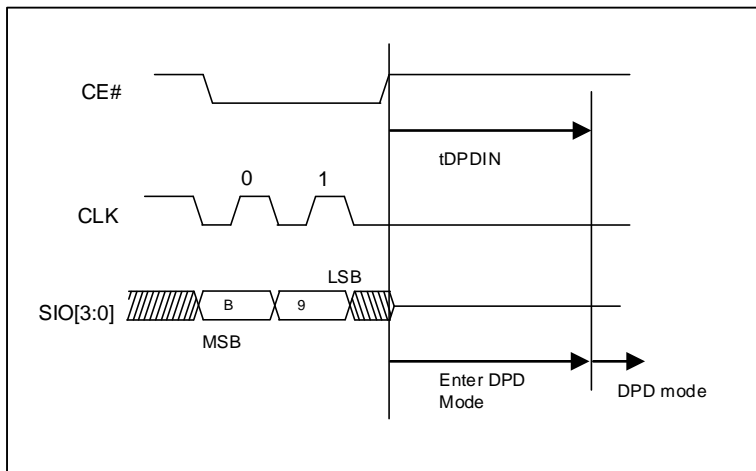 CE#
tDPDIN
0 1
CLK
LSB
SIO[3:0]
B 9
MSB
Enter DPD
Mode
DPD mode